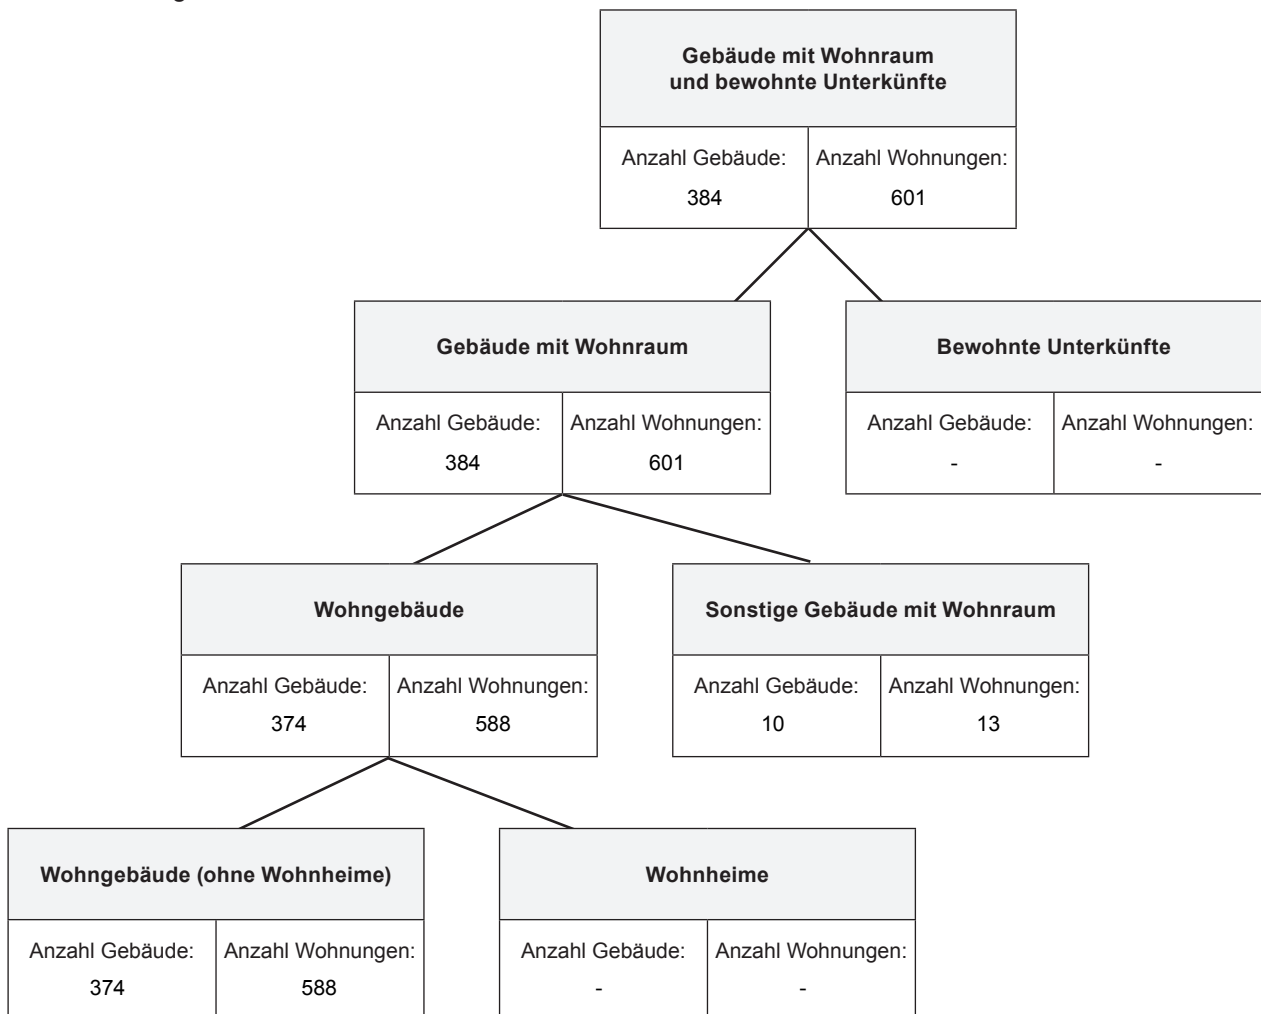 Gebäude mit Wohnraum
und bewohnte Unterkünfte
Anzahl Gebäude: Anzahl Wohnungen:
384 601
Gebäude mit Wohnraum
Anzahl Gebäude: Anzahl Wohnungen:
384 601
Bewohnte Unterkünfte
Anzahl Gebäude: Anzahl Wohnungen:
- -
Wohngebäude
Anzahl Gebäude: Anzahl Wohnungen:
374 588
Sonstige Gebäude mit Wohnraum
Anzahl Gebäude: Anzahl Wohnungen:
10 13
Wohngebäude (ohne Wohnheime)
Anzahl Gebäude: Anzahl Wohnungen:
374 588
Wohnheime
Anzahl Gebäude: Anzahl Wohnungen:
- -